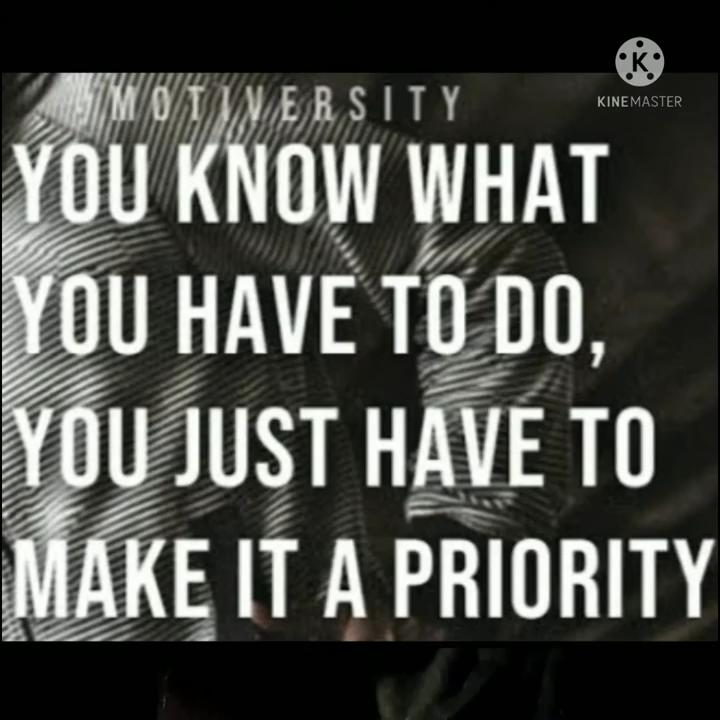 KINEMASTER
#MOTIVERSITY
YOU KNOW WHAT
YOU HAVE TO DO,
YOU JUST HAVE TO
MAKE IT A PRIORITY